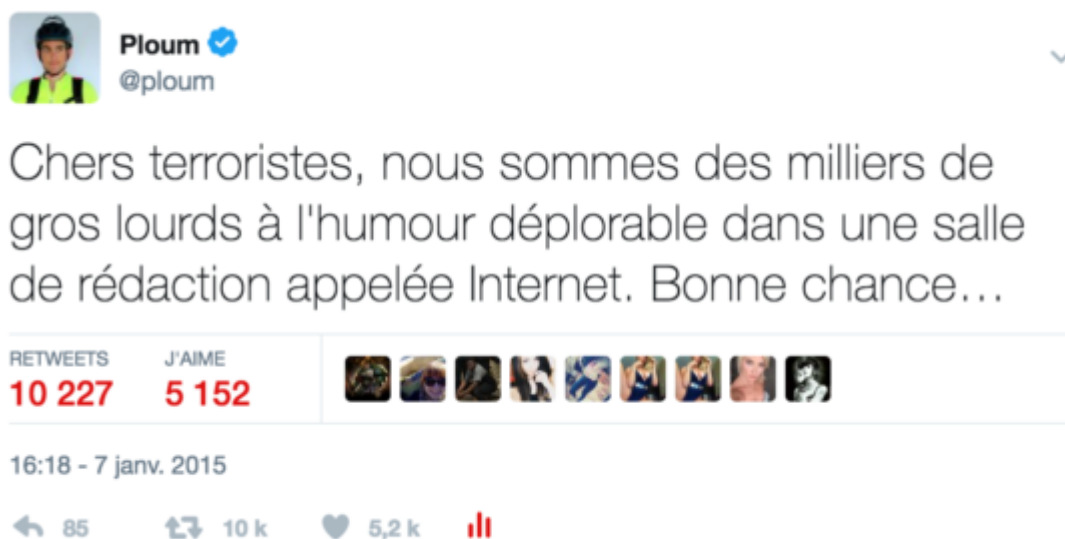 Ploum
@ploum
Chers terroristes, nous sommes des milliers de
gros lourds à l'humour déplorable dans une salle
de rédaction appelée Internet. Bonne chance…
RETWEETS J'AIME
10 227 5 152
16:18 - 7 janv. 2015
85 10 k 5,2 k